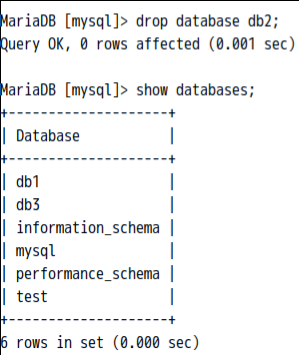 MariaDB [mysql]> drop database db2;
Query OK, 0 rows affected (0.001 sec)

MariaDB [mysql]> show databases;
+--------------------+
| Database           |
+--------------------+
| db1                |
| db3                |
| information_schema |
| mysql              |
| performance_schema |
| test               |
+--------------------+
6 rows in set (0.000 sec)